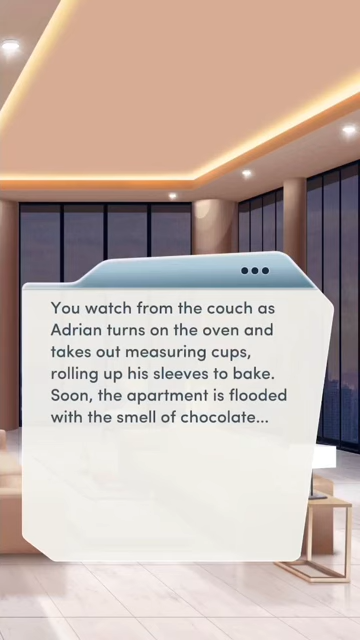 You watch from the couch as
Adrian turns on the oven and
takes out measuring cups,
rolling up his sleeves to bake.
Soon, the apartment is flooded
with the smell of chocolate...